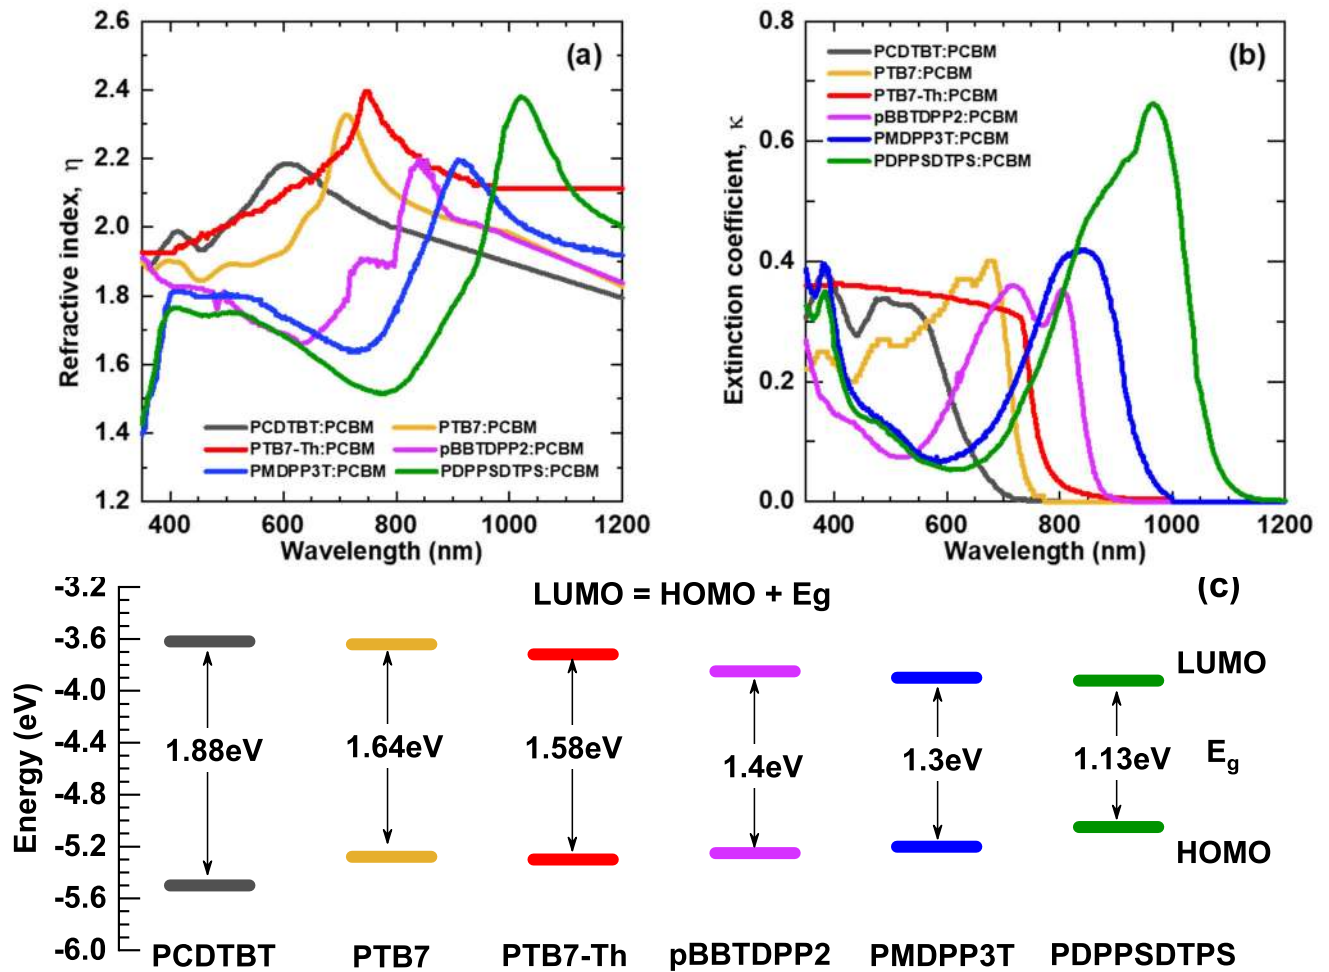 (a)
2.6
2.4
2.2
2.0
1.8
1.6
1.4
1.2
Refractive index, η
PCDTBT:PCBM
PTB7:PCBM
PTB7-Th:PCBM
pBBTDPP2:PCBM
PMDPP3T:PCBM
PDPPSDTPS:PCBM
400 600 800 1000 1200
Wavelength (nm)
(b)
0.8
0.6
0.4
0.2
0.0
Extinction coefficient, κ
PCDTBT:PCBM
PTB7:PCBM
PTB7-Th:PCBM
pBBTDPP2:PCBM
PMDPP3T:PCBM
PDPPSDTPS:PCBM
400 600 800 1000 1200
Wavelength (nm)
(c)
LUMO = HOMO + Eg
-3.2
-3.6
-4.0
-4.4
-4.8
-5.2
-5.6
-6.0
Energy (eV)
LUMO
1.88eV 1.64eV 1.58eV 1.4eV 1.3eV 1.13eV Eg
HOMO
PCDTBT PTB7 PTB7-Th pBBTDPP2 PMDPP3T PDPPSDTPS